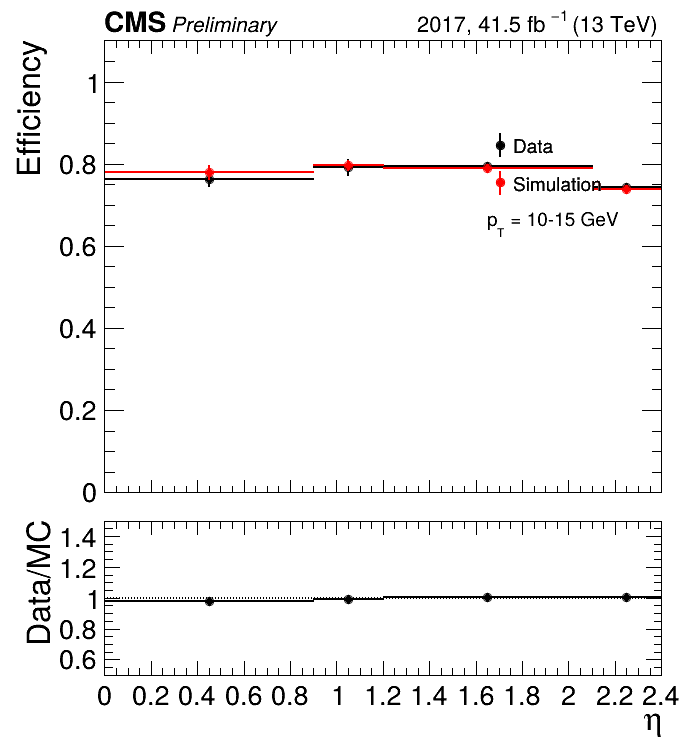 CMS Preliminary 2017, 41.5 fb⁻¹ (13 TeV)
Efficiency
1
0.8
0.6
0.4
0.2
0
Data
Simulation
p_T = 10-15 GeV
Data/MC
1.4
1.2
1
0.8
0.6
0 0.2 0.4 0.6 0.8 1 1.2 1.4 1.6 1.8 2 2.2 2.4
η